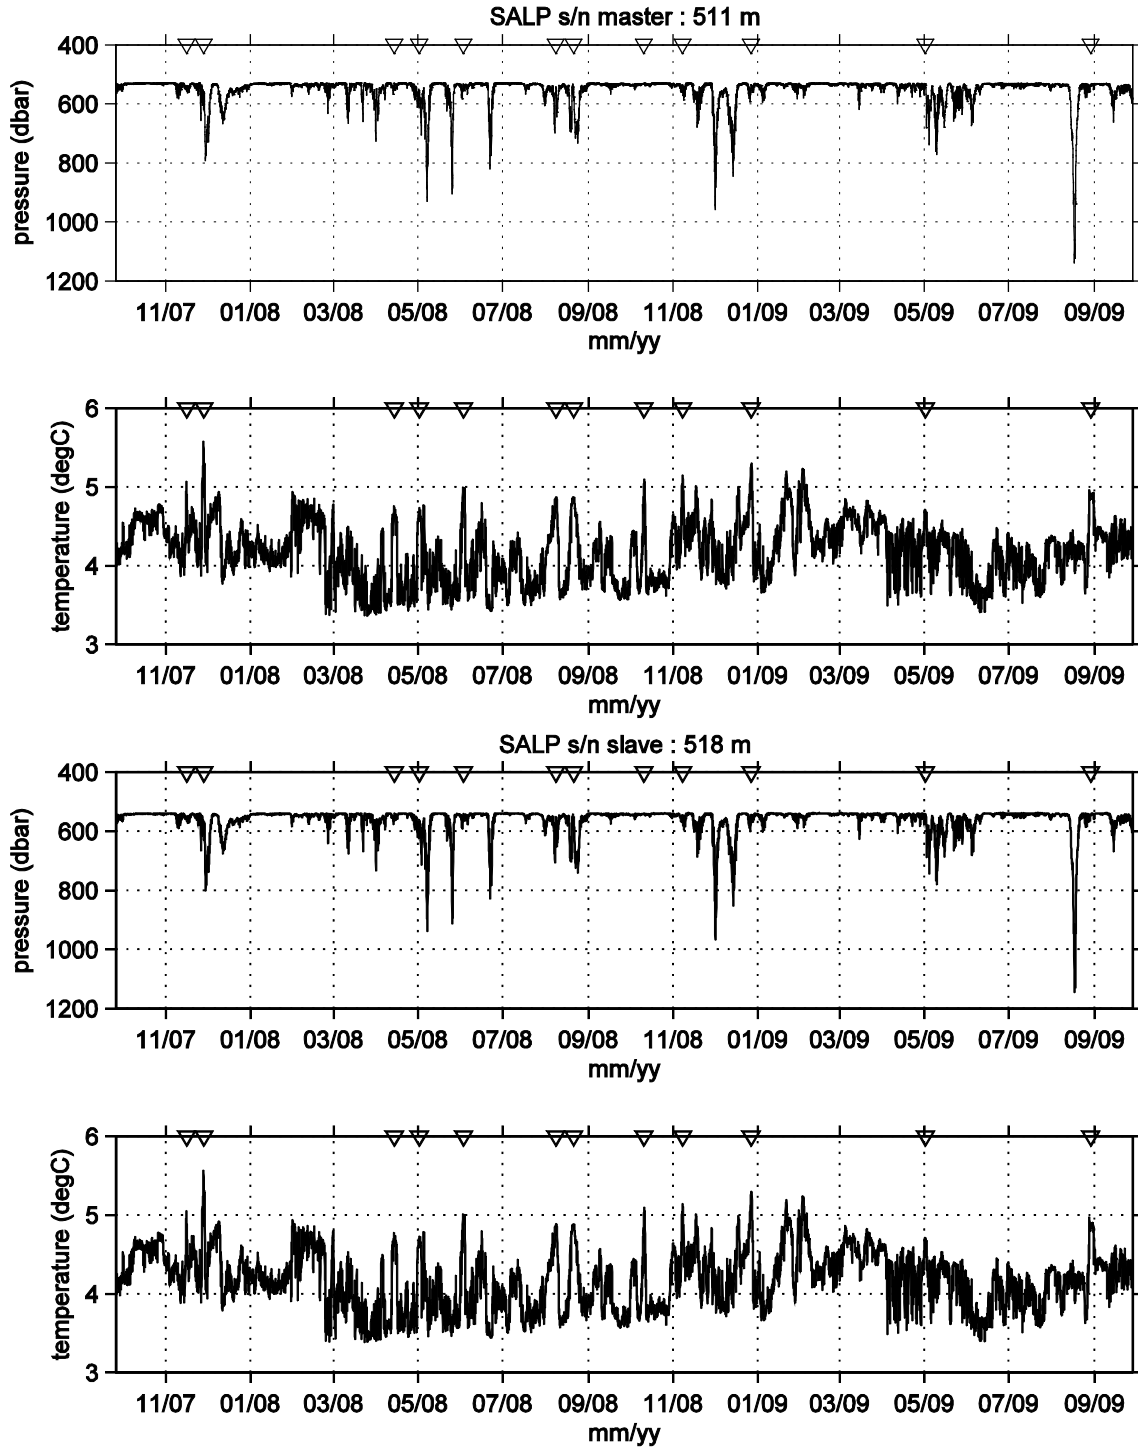 SALP s/n master : 511 m
pressure (dbar)
400
600
800
1000
1200
11/07 01/08 03/08 05/08 07/08 09/08 11/08 01/09 03/09 05/09 07/09 09/09
mm/yy
temperature (degC)
6
5
4
3
11/07 01/08 03/08 05/08 07/08 09/08 11/08 01/09 03/09 05/09 07/09 09/09
mm/yy
SALP s/n slave : 518 m
pressure (dbar)
400
600
800
1000
1200
11/07 01/08 03/08 05/08 07/08 09/08 11/08 01/09 03/09 05/09 07/09 09/09
mm/yy
temperature (degC)
6
5
4
3
11/07 01/08 03/08 05/08 07/08 09/08 11/08 01/09 03/09 05/09 07/09 09/09
mm/yy